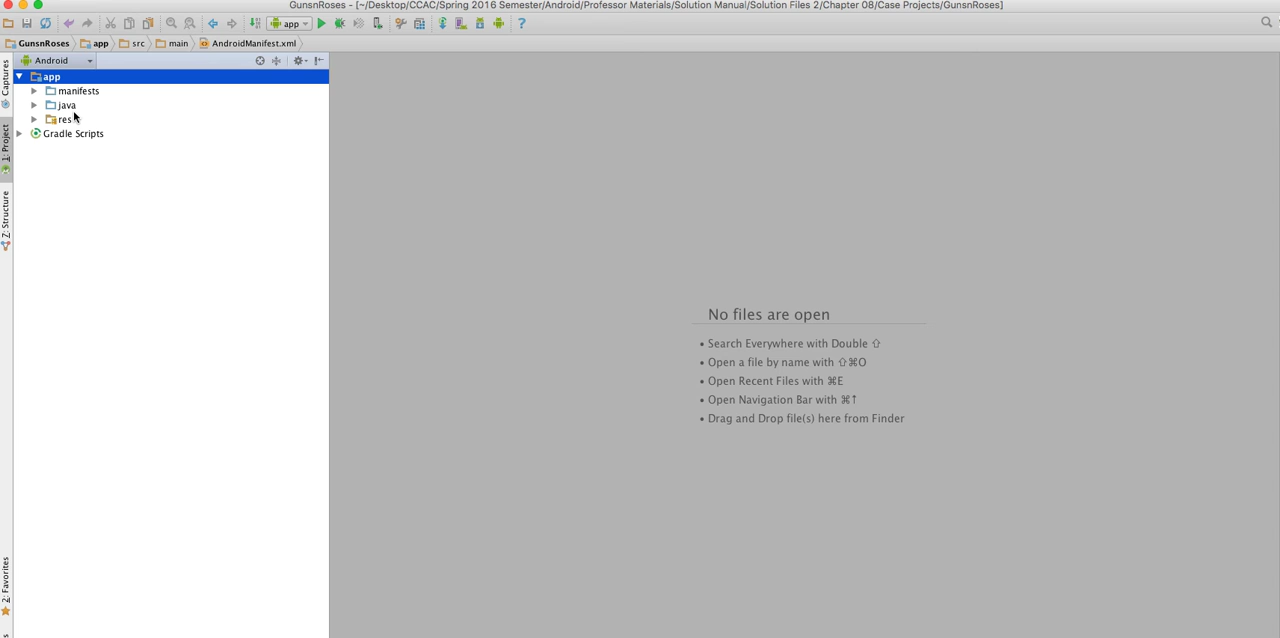 GunsnRoses - [~/Desktop/CCAC/Spring 2016 Semester/Android/Professor Materials/Solution Manual/Solution Files 2/Chapter 08/Case Projects/GunsnRoses]
app
?
GunsnRoses app src main AndroidManifest.xml
Captures
1: Project
Z: Structure
2: Favorites
Android
app
manifests
java
res
Gradle Scripts
No files are open
• Search Everywhere with Double ⇧
• Open a file by name with ⇧⌘O
• Open Recent Files with ⌘E
• Open Navigation Bar with ⌘↑
• Drag and Drop file(s) here from Finder